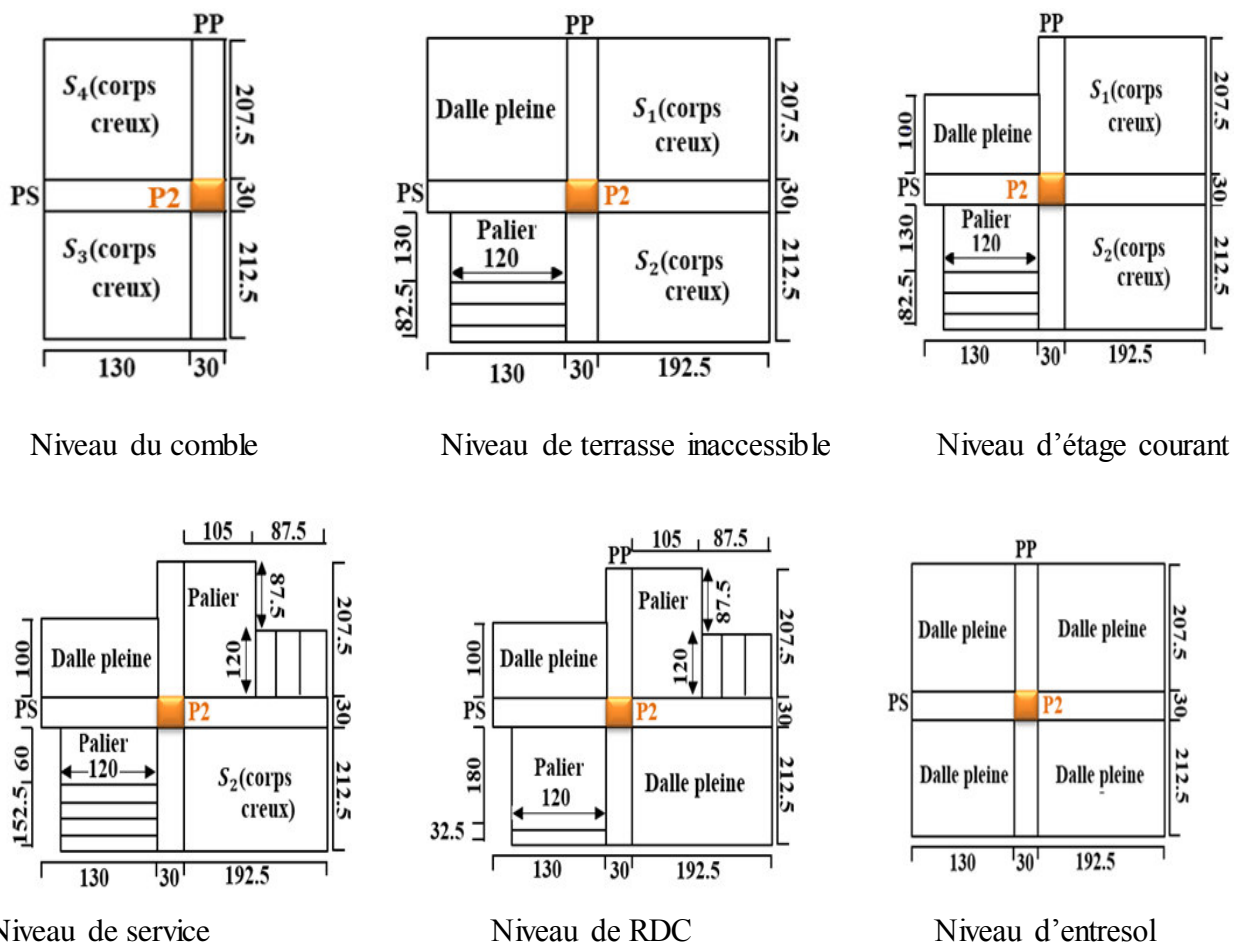 PP
S₄(corps
creux)
207.5
PS
P2
30
S₃(corps
creux)
212.5
130
30
Niveau du comble
PP
Dalle pleine
S₁(corps
creux)
207.5
PS
P2
30
Palier
120
130
82.5
S₂(corps
creux)
212.5
130
30
192.5
Niveau de terrasse inaccessible
PP
S₁(corps
creux)
207.5
100
Dalle pleine
PS
P2
30
Palier
120
130
82.5
S₂(corps
creux)
212.5
130
30
192.5
Niveau d'étage courant
105
87.5
Palier
87.5
207.5
100
Dalle pleine
120
PS
P2
30
60
Palier
120
152.5
S₂(corps
creux)
212.5
130
30
192.5
Niveau de service
105
87.5
PP
Palier
87.5
207.5
100
Dalle pleine
120
PS
P2
30
180
Palier
120
Dalle pleine
212.5
32.5
130
30
192.5
Niveau de RDC
PP
Dalle pleine
Dalle pleine
207.5
PS
P2
30
Dalle pleine
Dalle pleine
212.5
130
30
192.5
Niveau d'entresol